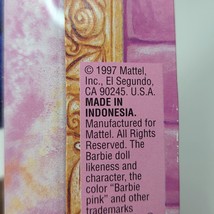 © 1997 Mattel,
Inc., El Segundo,
CA 90245. U.S.A.
MADE IN
INDONESIA.
Manufactured for
Mattel. All Rights
Reserved. The
Barbie doll
likeness and
character, the
color "Barbie
pink" and other
trademarks